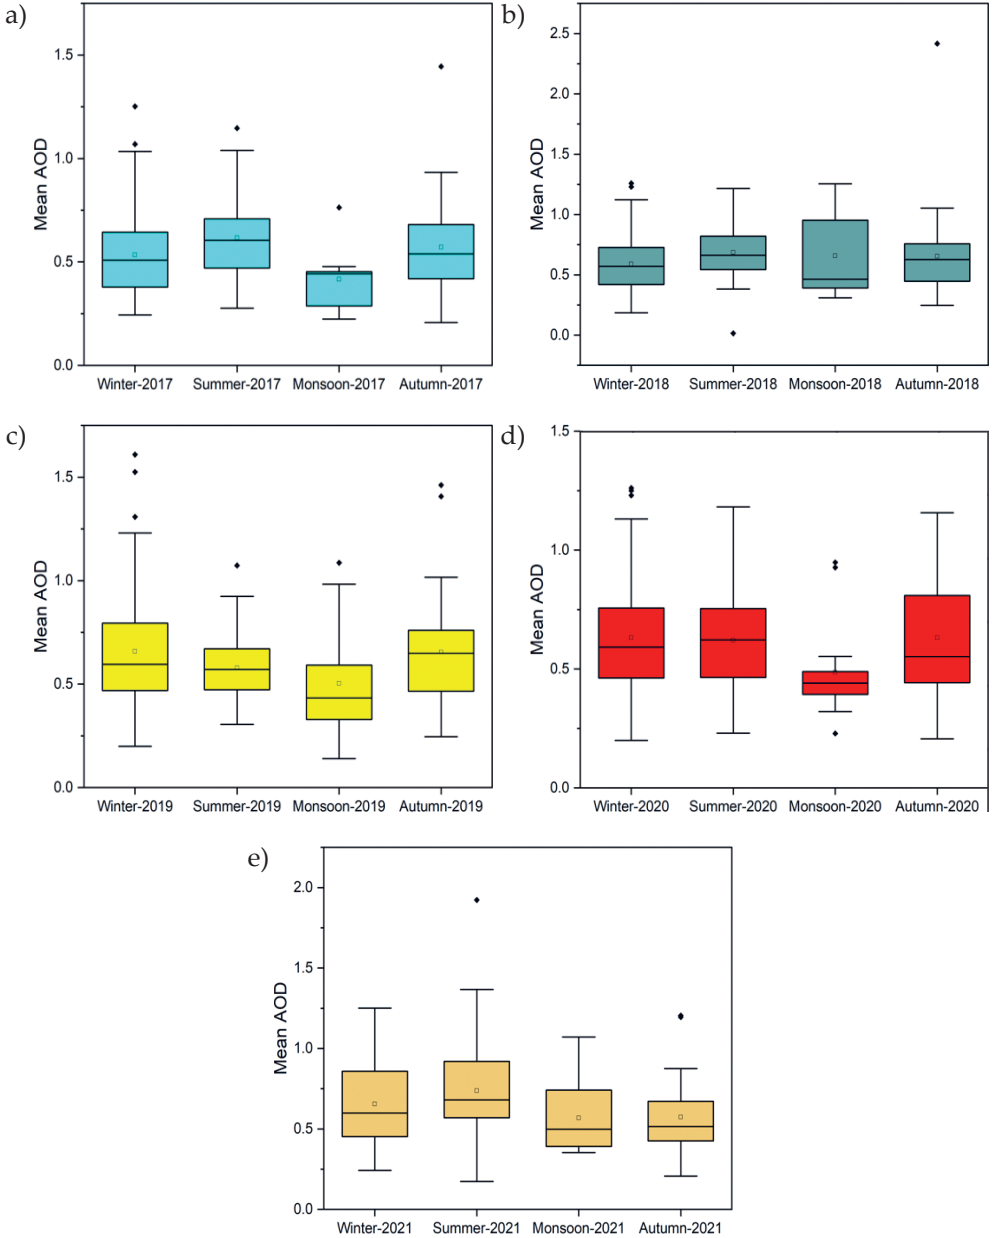 a)
1.5
1.0
0.5
0.0
Mean AOD
Winter-2017 Summer-2017 Monsoon-2017 Autumn-2017
b)
2.5
2.0
1.5
1.0
0.5
0.0
Mean AOD
Winter-2018 Summer-2018 Monsoon-2018 Autumn-2018
c)
1.5
1.0
0.5
0.0
Mean AOD
Winter-2019 Summer-2019 Monsoon-2019 Autumn-2019
d)
1.5
1.0
0.5
0.0
Mean AOD
Winter-2020 Summer-2020 Monsoon-2020 Autumn-2020
e)
2.0
1.5
1.0
0.5
0.0
Mean AOD
Winter-2021 Summer-2021 Monsoon-2021 Autumn-2021